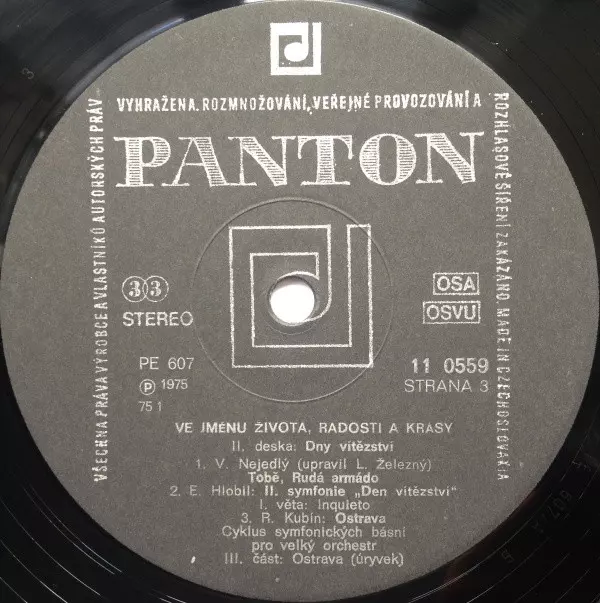 VŠECHNA PRÁVA VÝROBCE A VLASTNÍKŮ AUTORSKÝCH PRÁV
VYHRAŽENA. ROZMNOŽOVÁNÍ, VEŘEJNÉ PROVOZOVÁNÍ A
ROZHLASOVÉ ŠÍŘENÍ ZAKÁZÁNO. MADE IN CZECHOSLOVAKIA
PANTON
33
STEREO
OSA
OSVU
PE 607
Ⓟ 1975
75 1
11 0559
STRANA 3
VE JMÉNU ŽIVOTA, RADOSTI A KRÁSY
II. deska: Dny vítězství
1. V. Nejedlý (upravil L. Železný)
Tobě, Rudá armádo
2. E. Hlobil: II. symfonie „Den vítězství"
I. věta: Inquieto
3. R. Kubín: Ostrava
Cyklus symfonických básní
pro velký orchestr
III. část: Ostrava (úryvek)